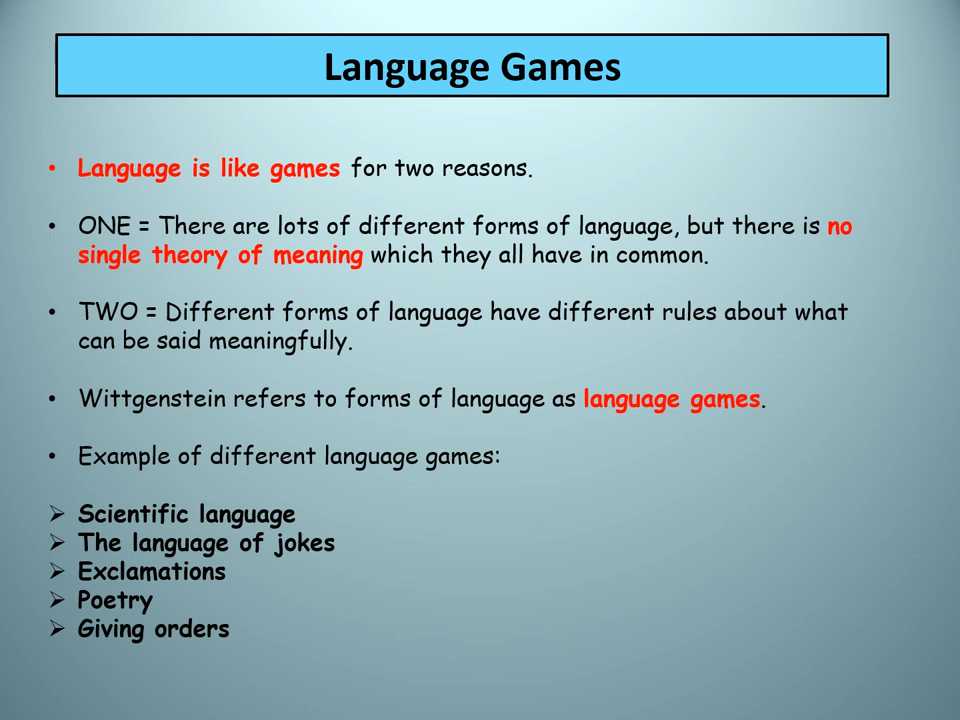 Language Games
• Language is like games for two reasons.
• ONE = There are lots of different forms of language, but there is no
single theory of meaning which they all have in common.
• TWO = Different forms of language have different rules about what
can be said meaningfully.
• Wittgenstein refers to forms of language as language games.
• Example of different language games:
➢ Scientific language
➢ The language of jokes
➢ Exclamations
➢ Poetry
➢ Giving orders